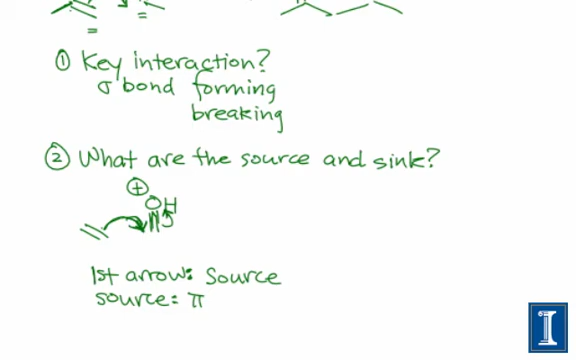 ① Key interaction?
σ bond forming
breaking
② What are the source and sink?
⊕
OH
1st arrow: Source
source: π
I